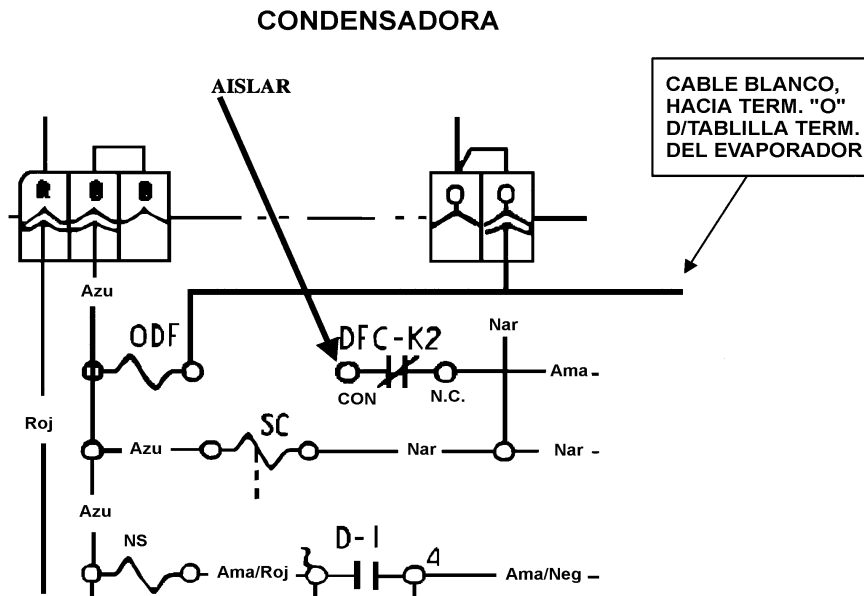 CONDENSADORA
AISLAR
CABLE BLANCO,
HACIA TERM. "O"
D/TABLILLA TERM.
DEL EVAPORADOR
R
O O
Azu
ODF
DFC-K2
Nar
CON
N.C.
Ama
Roj
SC
Azu
Nar
Nar
Azu
NS
D-1
4
Ama/Roj
Ama/Neg